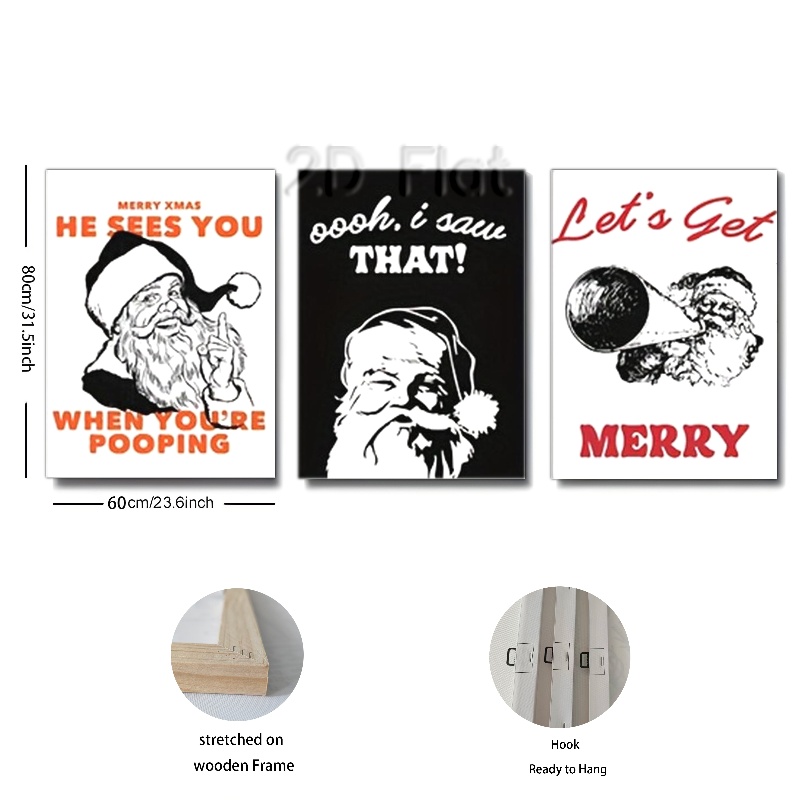 2D Flat
MERRY XMAS
HE SEES YOU
WHEN YOU'RE
POOPING
oooh, i saw
THAT!
Let's Get
MERRY
80cm/31.5inch
60cm/23.6inch
stretched on
wooden Frame
Hook
Ready to Hang